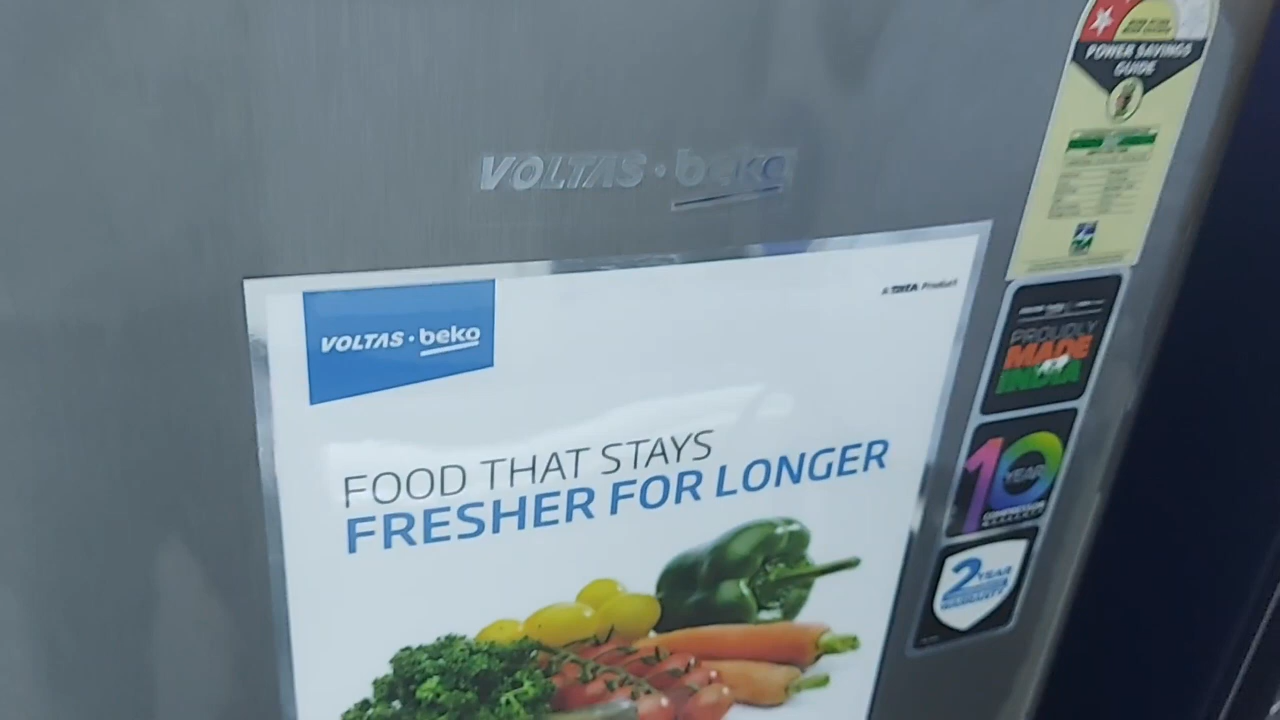 POWER SAVINGS
GUIDE
VOLTAS • beko
A TATA Product
VOLTAS • beko
FOOD THAT STAYS
FRESHER FOR LONGER
PROUDLY
MADE
INDIA
10
YEAR
2 YEAR
WARRANTY